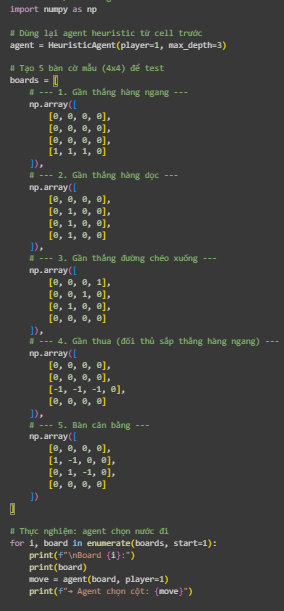 import numpy as np

# Dùng lại agent heuristic từ cell trước
agent = HeuristicAgent(player=1, max_depth=3)

# Tạo 5 bàn cờ mẫu (4x4) để test
boards = [
    # --- 1. Gần thắng hàng ngang ---
    np.array([
        [0, 0, 0, 0],
        [0, 0, 0, 0],
        [0, 0, 0, 0],
        [1, 1, 1, 0]
    ]),
    # --- 2. Gần thắng hàng dọc ---
    np.array([
        [0, 0, 0, 0],
        [0, 1, 0, 0],
        [0, 1, 0, 0],
        [0, 1, 0, 0]
    ]),
    # --- 3. Gần thắng đường chéo xuống ---
    np.array([
        [0, 0, 0, 1],
        [0, 0, 1, 0],
        [0, 1, 0, 0],
        [0, 0, 0, 0]
    ]),
    # --- 4. Gần thua (đối thủ sắp thắng hàng ngang) ---
    np.array([
        [0, 0, 0, 0],
        [0, 0, 0, 0],
        [-1, -1, -1, 0],
        [0, 0, 0, 0]
    ]),
    # --- 5. Bàn cân bằng ---
    np.array([
        [0, 0, 0, 0],
        [1, -1, 0, 0],
        [0, 1, -1, 0],
        [0, 0, 0, 0]
    ])
]

# Thực nghiệm: agent chọn nước đi
for i, board in enumerate(boards, start=1):
    print(f"\nBoard {i}:")
    print(board)
    move = agent(board, player=1)
    print(f"→ Agent chọn cột: {move}")